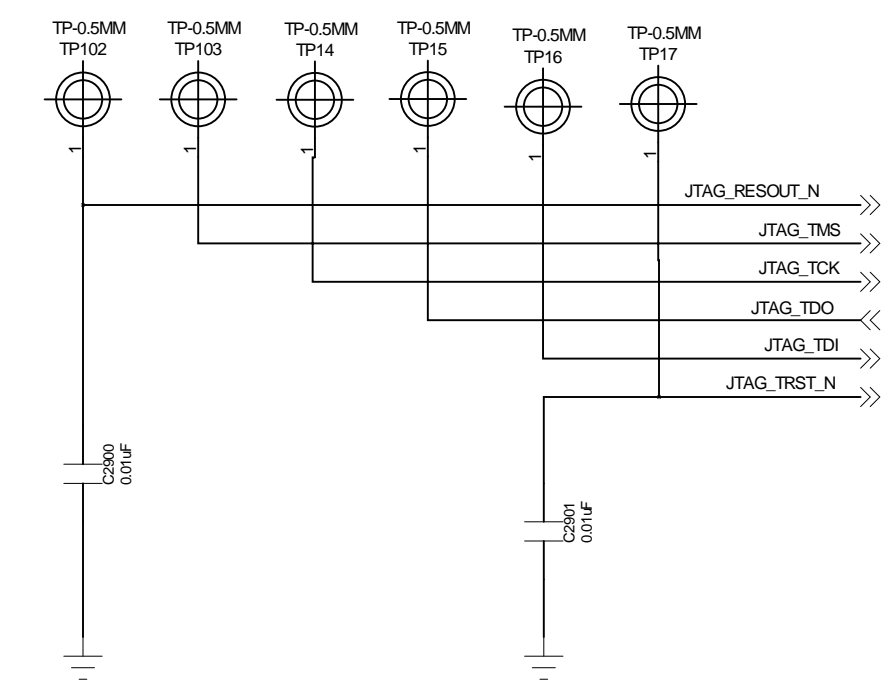 TP-0.5MM
TP102
TP-0.5MM
TP103
TP-0.5MM
TP14
TP-0.5MM
TP15
TP-0.5MM
TP16
TP-0.5MM
TP17
1
1
1
1
1
1
JTAG_RESOUT_N
JTAG_TMS
JTAG_TCK
JTAG_TDO
JTAG_TDI
JTAG_TRST_N
C2900
0.01uF
C2901
0.01uF